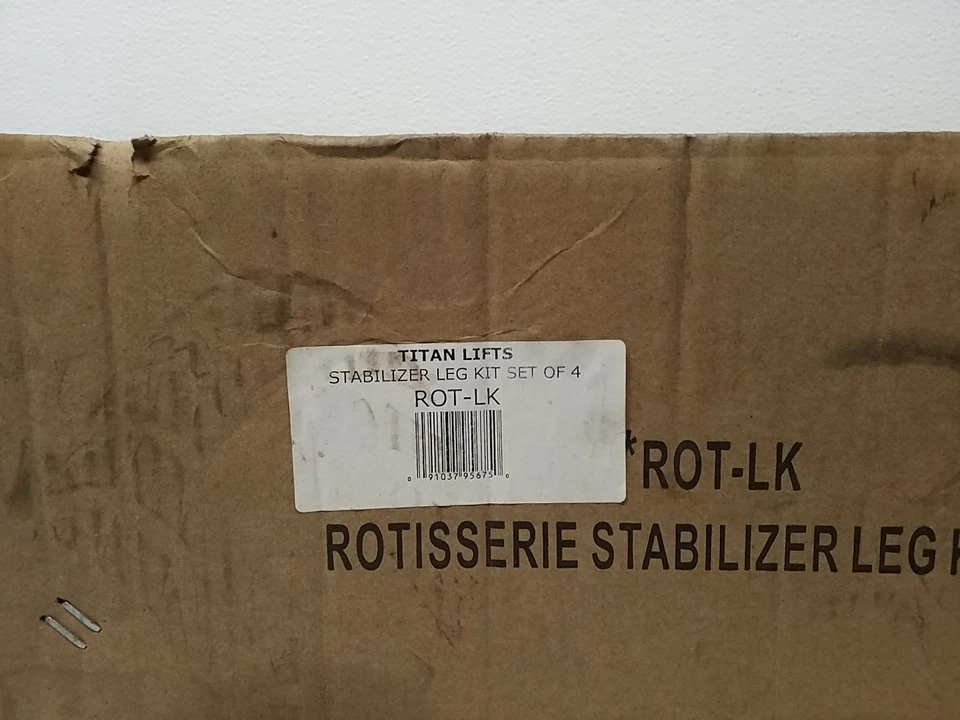 TITAN LIFTS
STABILIZER LEG KIT SET OF 4
ROT-LK
0 91037 95675 0
*ROT-LK
ROTISSERIE STABILIZER LEG